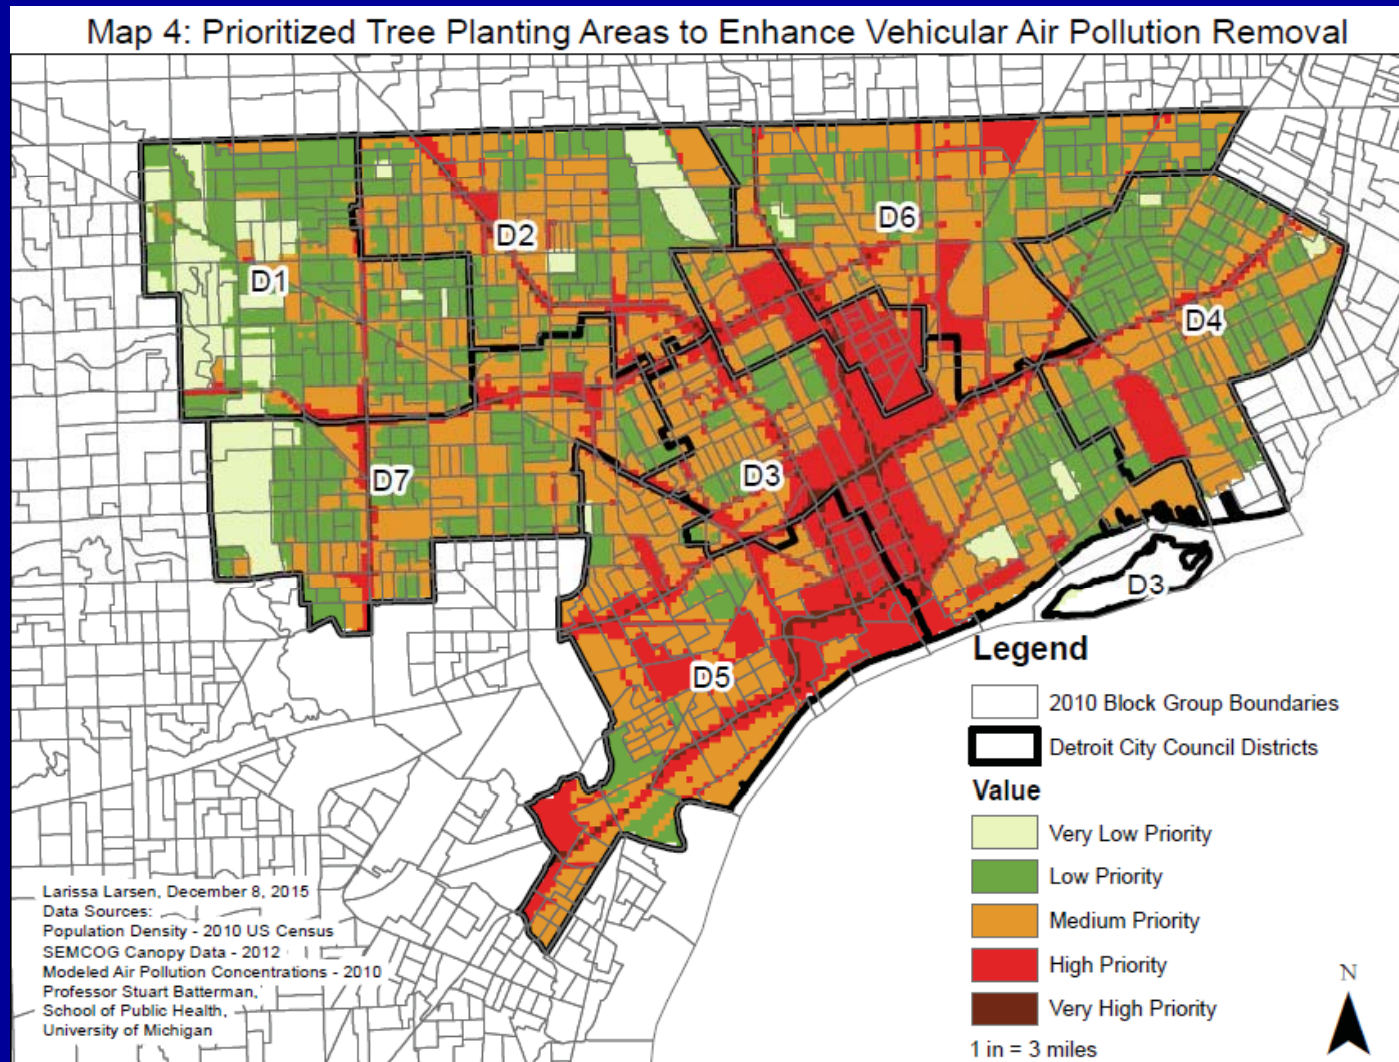 Map 4: Prioritized Tree Planting Areas to Enhance Vehicular Air Pollution Removal
D1
D2
D6
D4
D7
D3
D3
D5
Legend
2010 Block Group Boundaries
Detroit City Council Districts
Value
Very Low Priority
Low Priority
Medium Priority
High Priority
Very High Priority
1 in = 3 miles
N
Larissa Larsen, December 8, 2015
Data Sources:
Population Density - 2010 US Census
SEMCOG Canopy Data - 2012
Modeled Air Pollution Concentrations - 2010
Professor Stuart Batterman,
School of Public Health,
University of Michigan